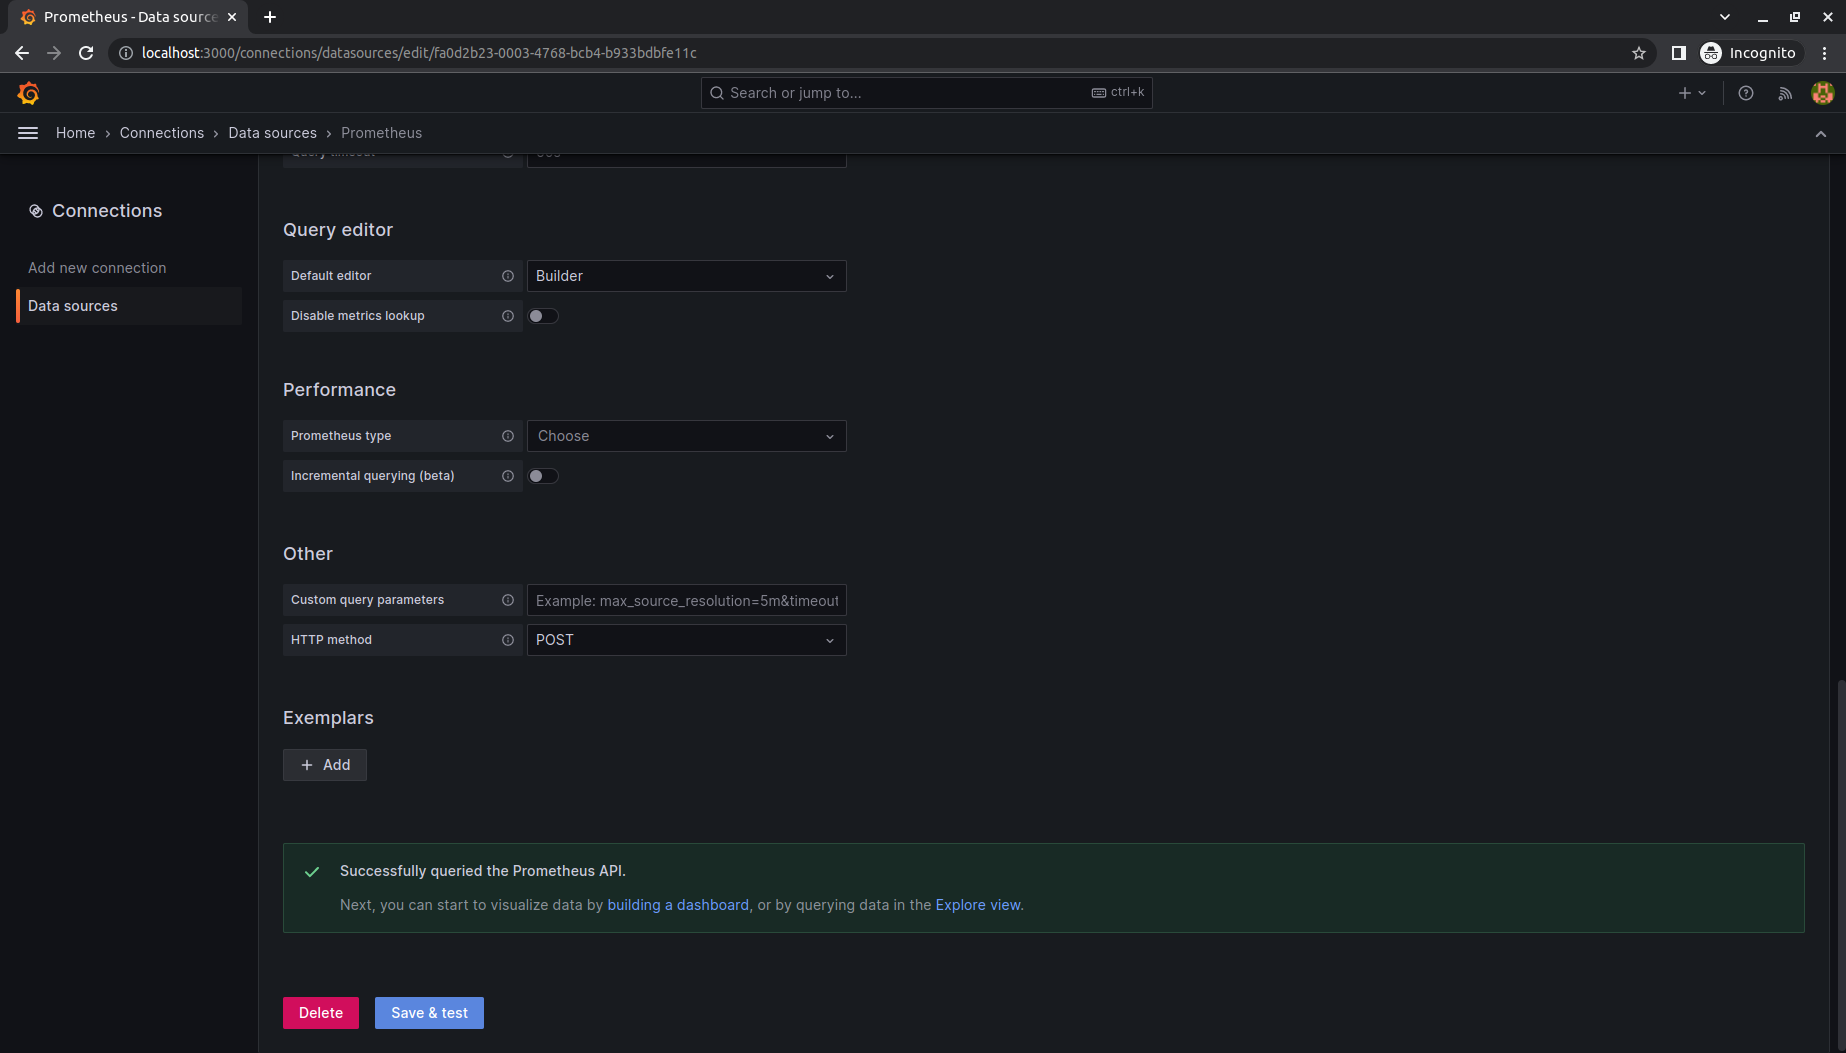 Prometheus - Data source
localhost:3000/connections/datasources/edit/fa0d2b23-0003-4768-bcb4-b933bdbfe11c
Incognito
Search or jump to...
ctrl+k
Home › Connections › Data sources › Prometheus
Connections
Add new connection
Data sources
Query editor
Default editor
Builder
Disable metrics lookup
Performance
Prometheus type
Choose
Incremental querying (beta)
Other
Custom query parameters
Example: max_source_resolution=5m&timeout
HTTP method
POST
Exemplars
+ Add
Successfully queried the Prometheus API.
Next, you can start to visualize data by building a dashboard, or by querying data in the Explore view.
Delete
Save & test